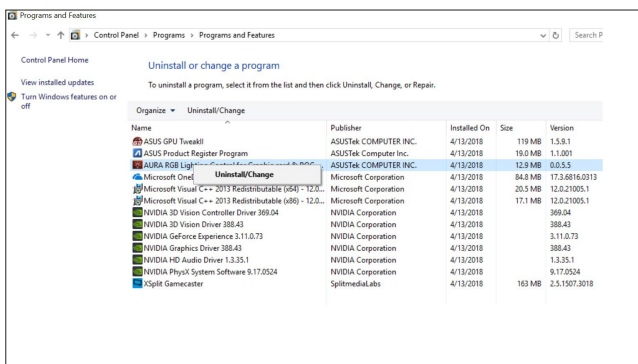 Programs and Features
Control Panel > Programs > Programs and Features
Search P
Control Panel Home
View installed updates
Turn Windows features on or
off
Uninstall or change a program
To uninstall a program, select it from the list and then click Uninstall, Change, or Repair.
Organize Uninstall/Change
Name Publisher Installed On Size Version
ASUS GPU TweakII ASUSTek COMPUTER INC. 4/13/2018 119 MB 1.5.9.1
ASUS Product Register Program ASUSTek Computer Inc. 4/13/2018 19.0 MB 1.1.001
AURA RGB Lighting Control for Graphic card ASUSTek COMPUTER INC. 4/13/2018 12.9 MB 0.0.5.5
Uninstall/Change
Microsoft One Microsoft Corporation 4/13/2018 84.8 MB 17.3.6816.0313
Microsoft Visual C++ 2013 Redistributable (x64) - 12.0... Microsoft Corporation 4/13/2018 20.5 MB 12.0.21005.1
Microsoft Visual C++ 2013 Redistributable (x86) - 12.0... Microsoft Corporation 4/13/2018 17.1 MB 12.0.21005.1
NVIDIA 3D Vision Controller Driver 369.04 NVIDIA Corporation 4/13/2018 369.04
NVIDIA 3D Vision Driver 388.43 NVIDIA Corporation 4/13/2018 388.43
NVIDIA GeForce Experience 3.11.0.73 NVIDIA Corporation 4/13/2018 3.11.0.73
NVIDIA Graphics Driver 388.43 NVIDIA Corporation 4/13/2018 388.43
NVIDIA HD Audio Driver 1.3.35.1 NVIDIA Corporation 4/13/2018 1.3.35.1
NVIDIA PhysX System Software 9.17.0524 NVIDIA Corporation 4/13/2018 9.17.0524
XSplit Gamecaster SplitmediaLabs 4/13/2018 163 MB 2.5.1507.3018